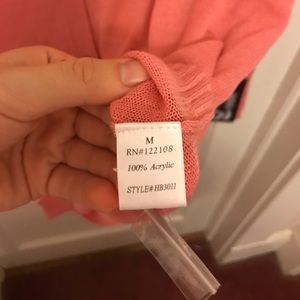 M
RN#122108
100% Acrylic
STYLE# HB3011